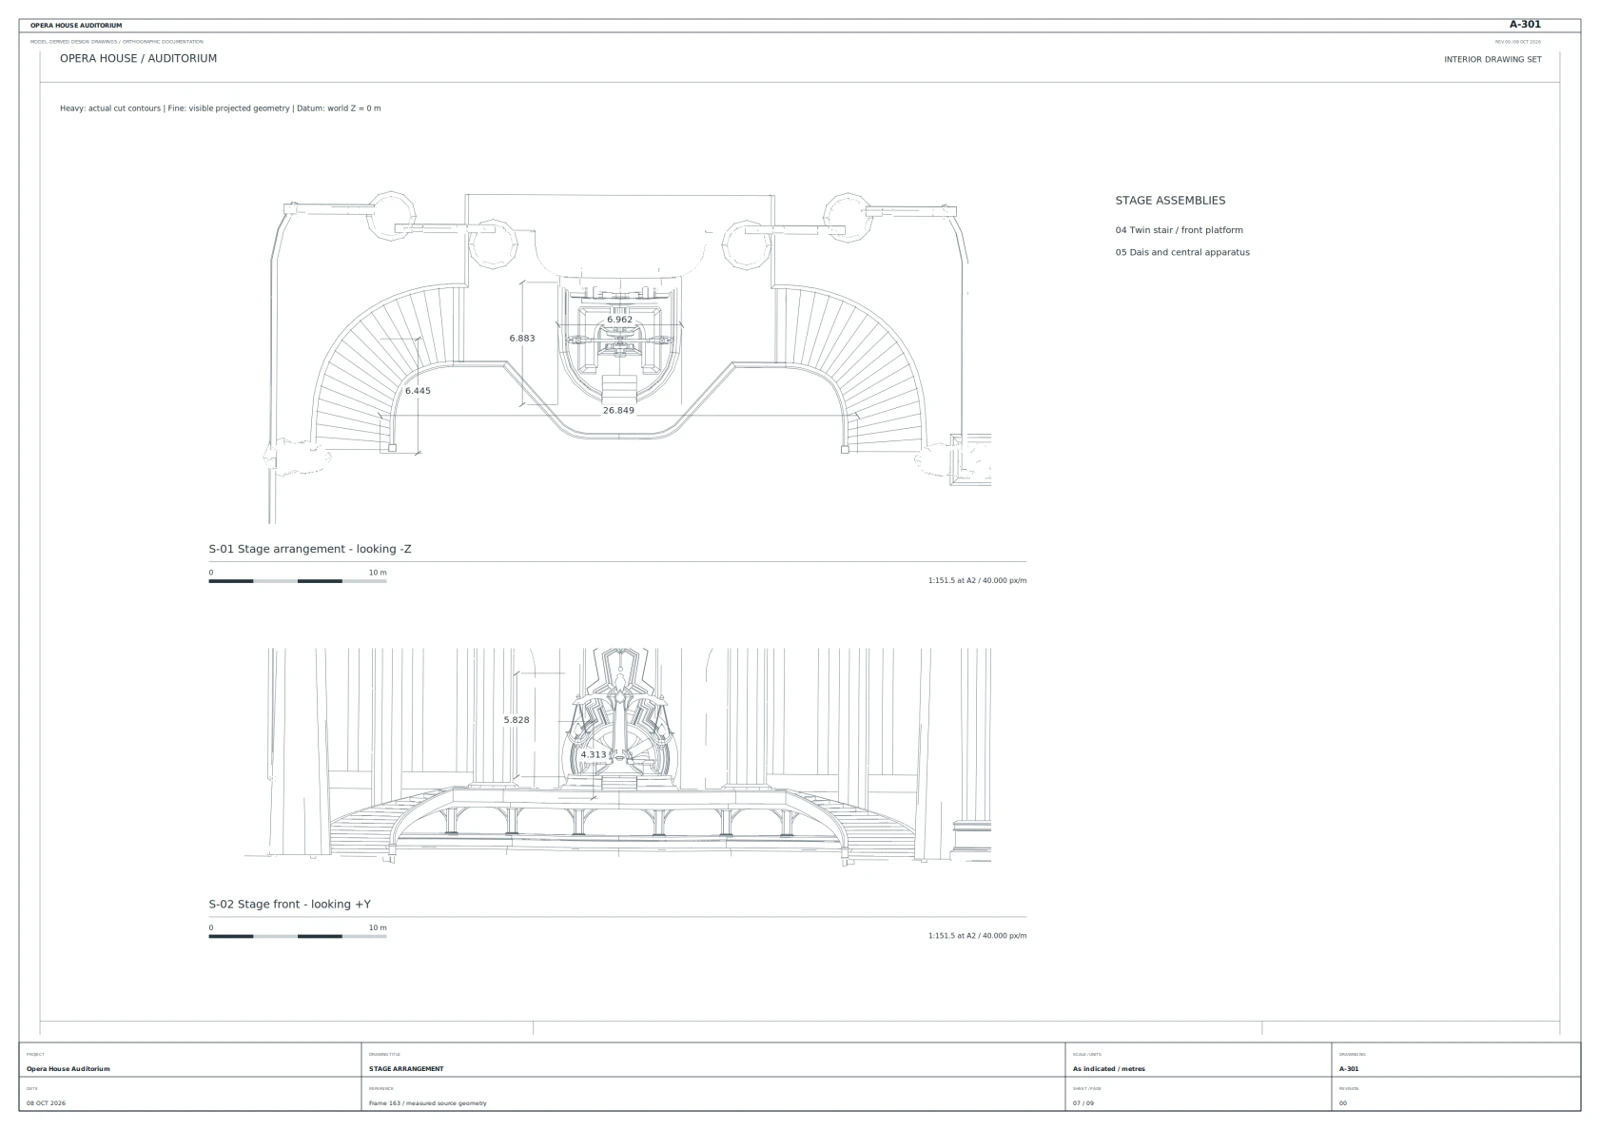 OPERA HOUSE AUDITORIUM
A-301
MODEL-DERIVED DESIGN DRAWINGS / ORTHOGRAPHIC DOCUMENTATION
REV 00 / 08 OCT 2026
OPERA HOUSE / AUDITORIUM
INTERIOR DRAWING SET
Heavy: actual cut contours | Fine: visible projected geometry | Datum: world Z = 0 m
STAGE ASSEMBLIES
04 Twin stair / front platform
05 Dais and central apparatus
6.962
6.883
6.445
26.849
S-01 Stage arrangement - looking -Z
0 10 m
1:151.5 at A2 / 40.000 px/m
5.828
4.313
S-02 Stage front - looking +Y
0 10 m
1:151.5 at A2 / 40.000 px/m
PROJECT
Opera House Auditorium
DRAWING TITLE
STAGE ARRANGEMENT
SCALE / UNITS
As indicated / metres
DRAWING NO.
A-301
DATE
08 OCT 2026
REFERENCE
Frame 163 / measured source geometry
SHEET / PAGE
07 / 09
REVISION
00